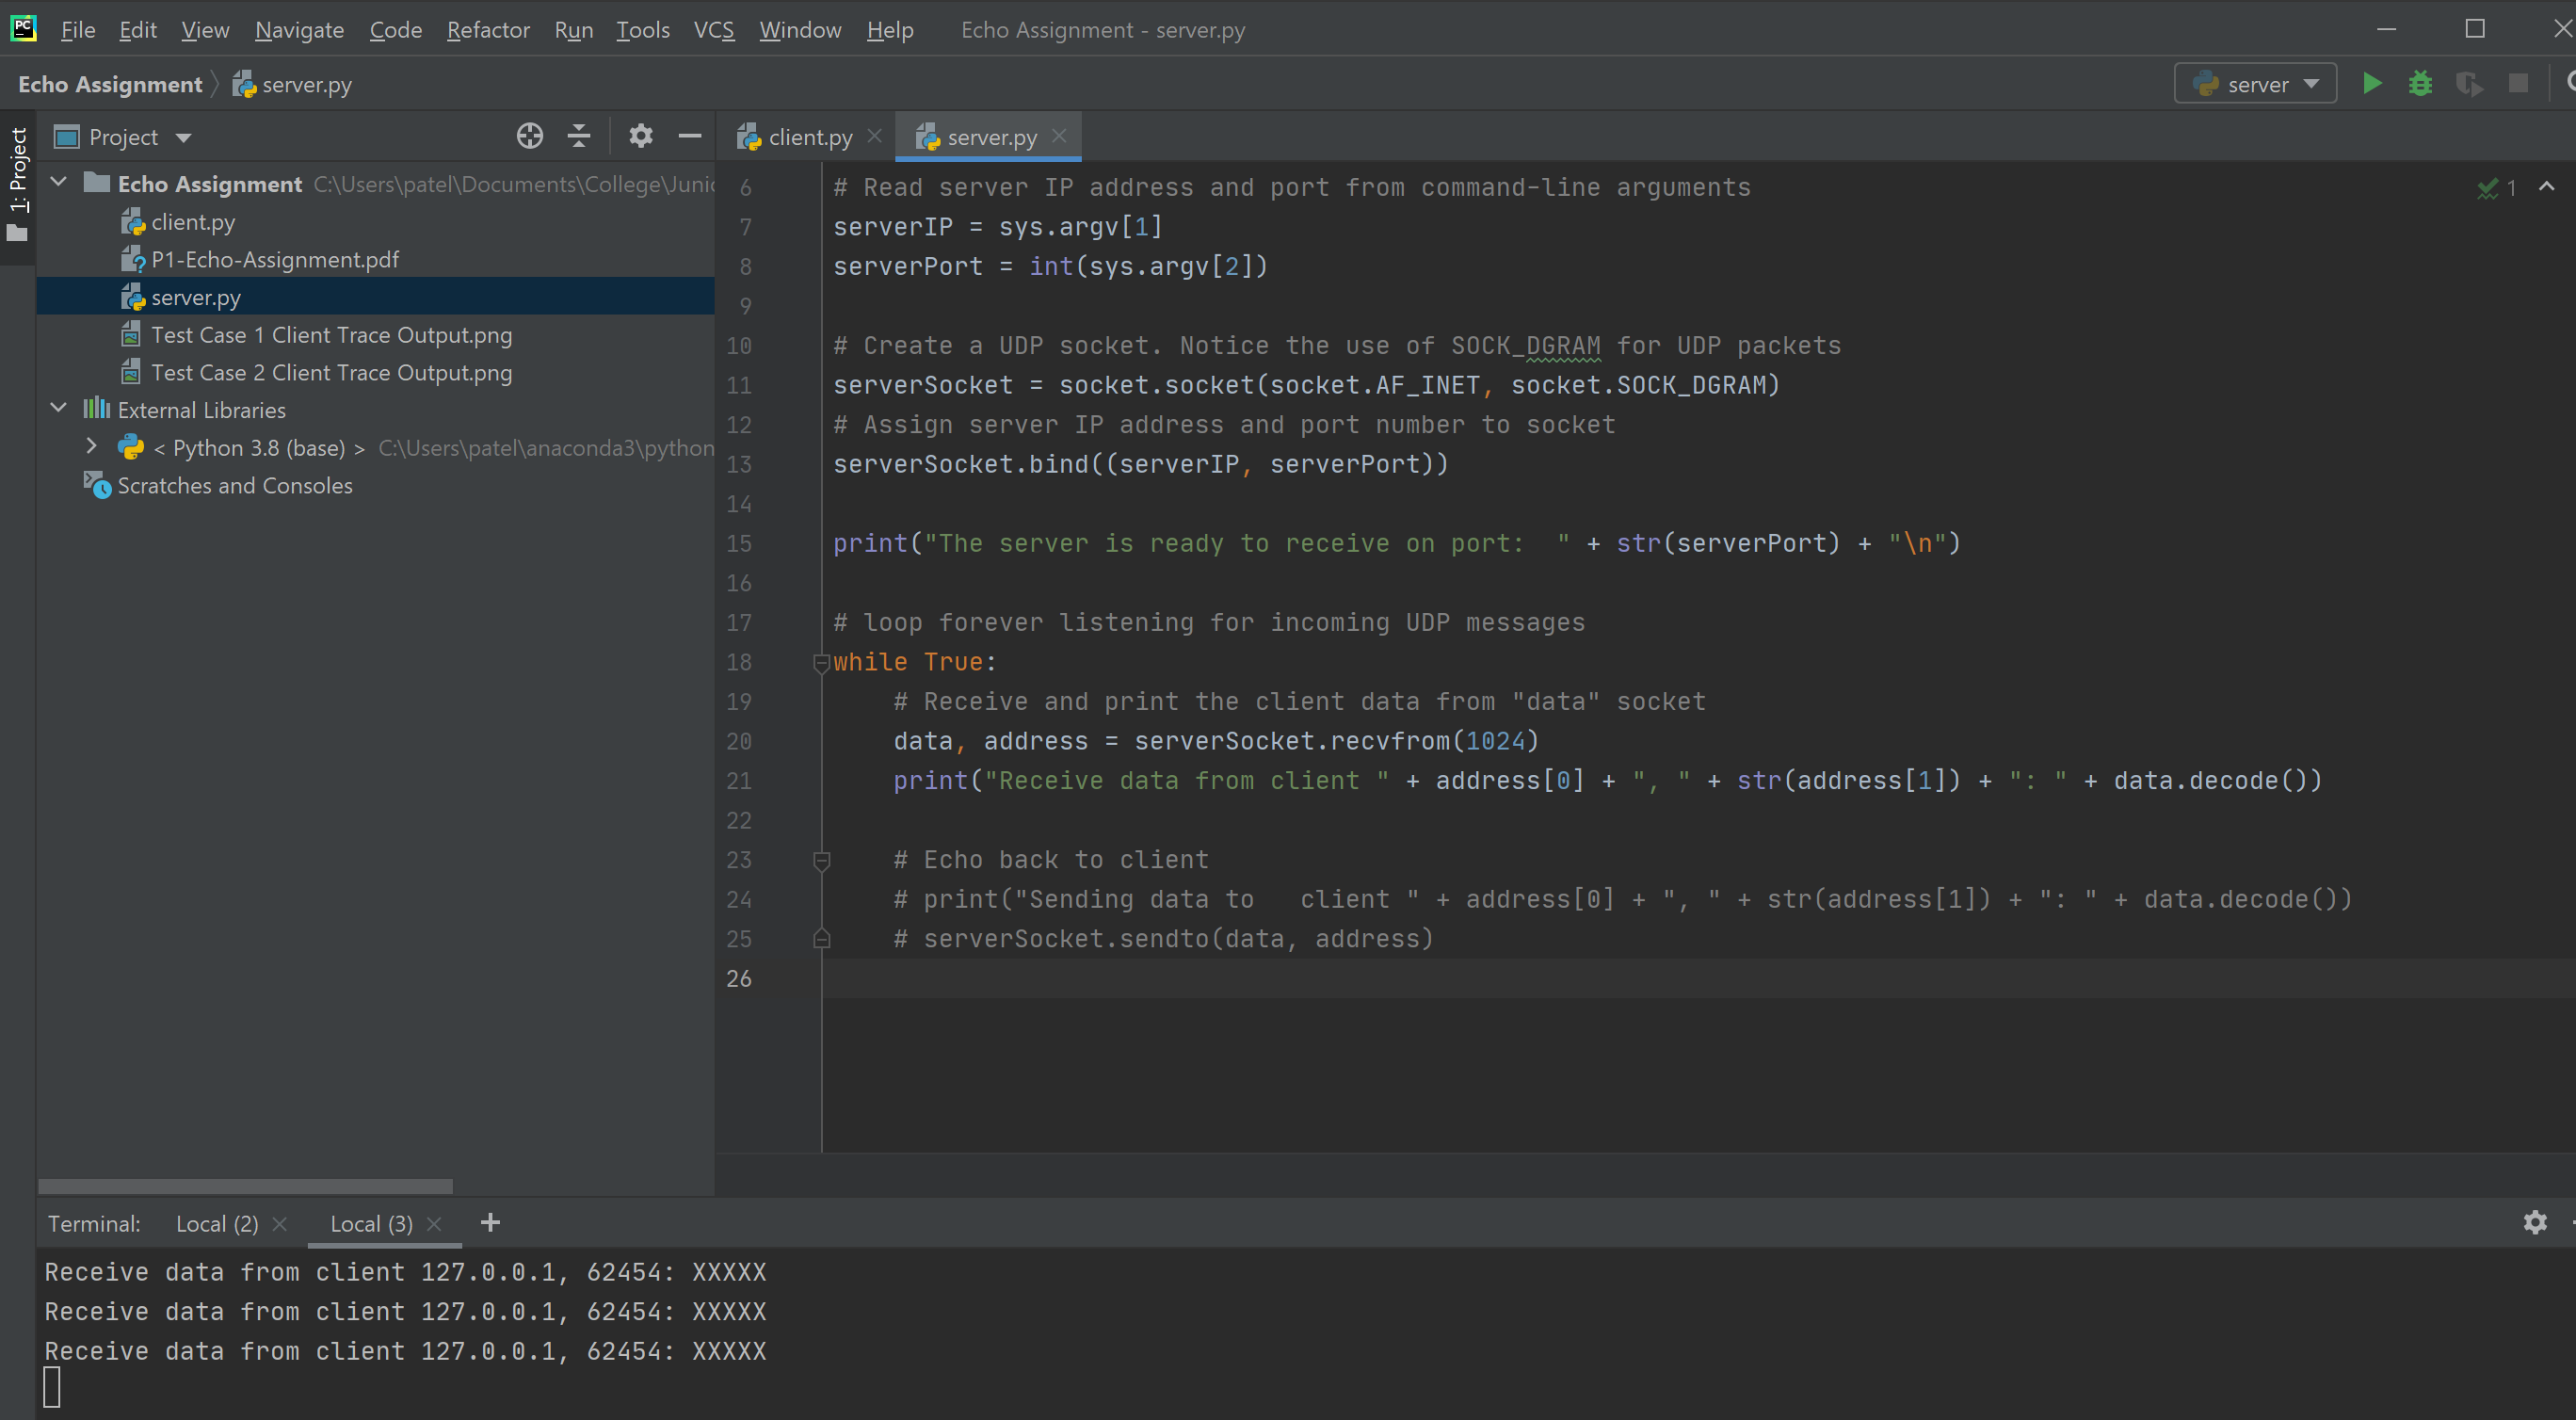 PC
File Edit View Navigate Code Refactor Run Tools VCS Window Help Echo Assignment - server.py
Echo Assignment server.py
server
1: Project
Project
Echo Assignment C:\Users\patel\Documents\College\Junio
client.py
P1-Echo-Assignment.pdf
server.py
Test Case 1 Client Trace Output.png
Test Case 2 Client Trace Output.png
External Libraries
< Python 3.8 (base) > C:\Users\patel\anaconda3\python
Scratches and Consoles
client.py server.py
1
6 # Read server IP address and port from command-line arguments
7 serverIP = sys.argv[1]
8 serverPort = int(sys.argv[2])
9
10 # Create a UDP socket. Notice the use of SOCK_DGRAM for UDP packets
11 serverSocket = socket.socket(socket.AF_INET, socket.SOCK_DGRAM)
12 # Assign server IP address and port number to socket
13 serverSocket.bind((serverIP, serverPort))
14
15 print("The server is ready to receive on port:  " + str(serverPort) + "\n")
16
17 # loop forever listening for incoming UDP messages
18 while True:
19     # Receive and print the client data from "data" socket
20     data, address = serverSocket.recvfrom(1024)
21     print("Receive data from client " + address[0] + ", " + str(address[1]) + ": " + data.decode())
22
23     # Echo back to client
24     # print("Sending data to   client " + address[0] + ", " + str(address[1]) + ": " + data.decode())
25     # serverSocket.sendto(data, address)
26
Terminal: Local (2) Local (3)
Receive data from client 127.0.0.1, 62454: XXXXX
Receive data from client 127.0.0.1, 62454: XXXXX
Receive data from client 127.0.0.1, 62454: XXXXX